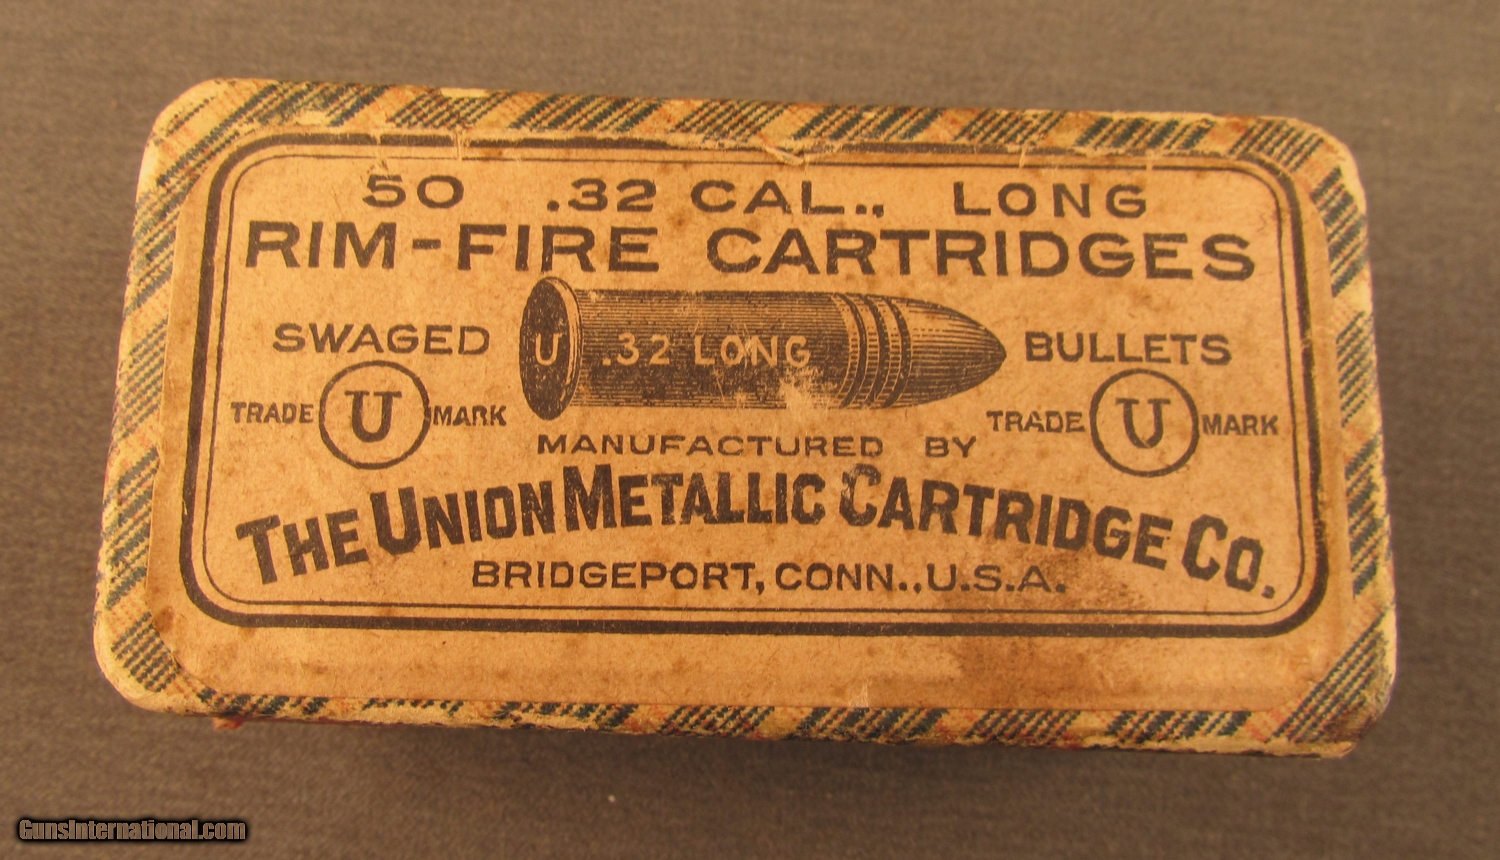 50 .32 CAL., LONG
RIM-FIRE CARTRIDGES
SWAGED BULLETS
U .32 LONG
TRADE U MARK TRADE U MARK
MANUFACTURED BY
THE UNION METALLIC CARTRIDGE CO.
BRIDGEPORT, CONN., U.S.A.
GunsInternational.com